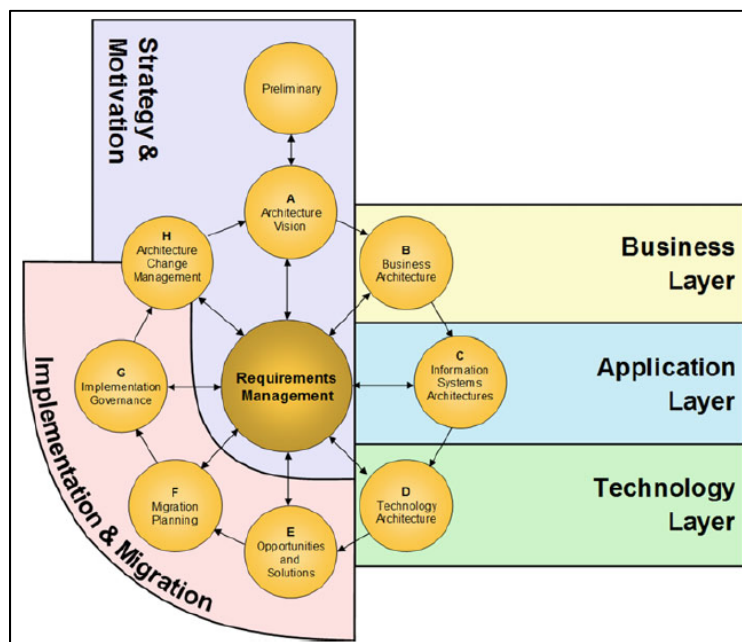 Strategy &
Motivation
Preliminary
A
Architecture
Vision
H
Architecture
Change
Management
B
Business
Architecture
Business
Layer
G
Implementation
Governance
Requirements
Management
C
Information
Systems
Architectures
Application
Layer
F
Migration
Planning
E
Opportunities
and
Solutions
D
Technology
Architecture
Technology
Layer
Implementation & Migration